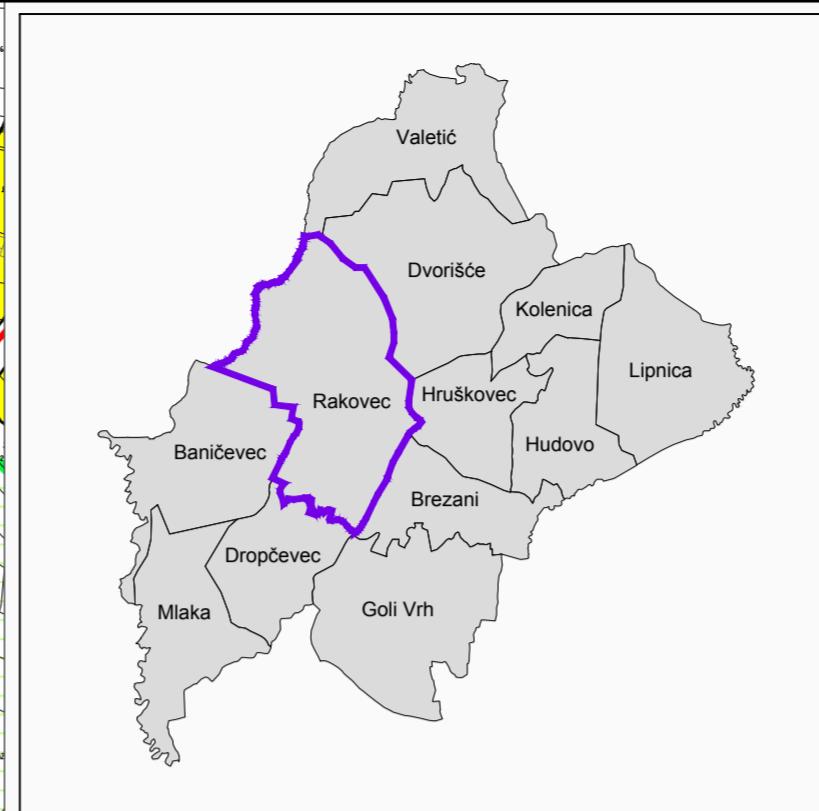 Valetić
Dvorišće
Kolenica
Lipnica
Hruškovec
Rakovec
Hudovo
Baničevec
Brezani
Dropčevec
Goli Vrh
Mlaka